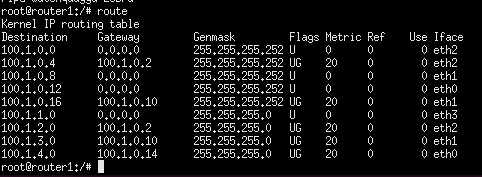 root@router1:/# route
Kernel IP routing table
Destination Gateway Genmask Flags Metric Ref Use Iface
100.1.0.0 0.0.0.0 255.255.255.252 U 0 0 0 eth2
100.1.0.4 100.1.0.2 255.255.255.252 UG 20 0 0 eth2
100.1.0.8 0.0.0.0 255.255.255.252 U 0 0 0 eth1
100.1.0.12 0.0.0.0 255.255.255.252 U 0 0 0 eth0
100.1.0.16 100.1.0.10 255.255.255.252 UG 20 0 0 eth1
100.1.1.0 0.0.0.0 255.255.255.0 U 0 0 0 eth3
100.1.2.0 100.1.0.2 255.255.255.0 UG 20 0 0 eth2
100.1.3.0 100.1.0.10 255.255.255.0 UG 20 0 0 eth1
100.1.4.0 100.1.0.14 255.255.255.0 UG 20 0 0 eth0
root@router1:/#